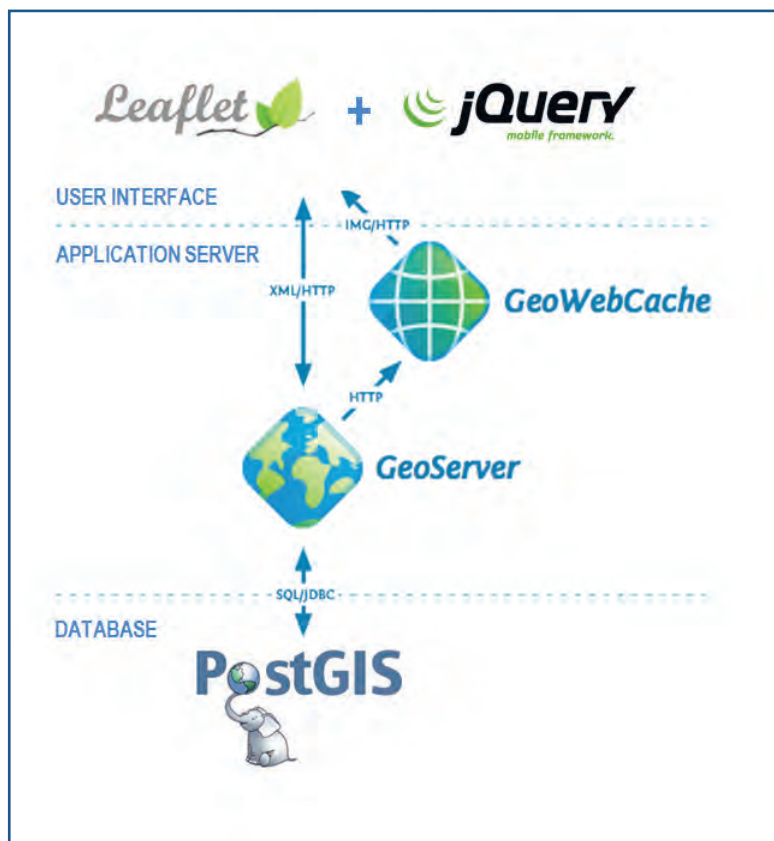 Leaflet + jQuery
mobile framework.
USER INTERFACE
IMG/HTTP
APPLICATION SERVER
XML/HTTP
GeoWebCache
HTTP
GeoServer
SQL/JDBC
DATABASE
PostGIS